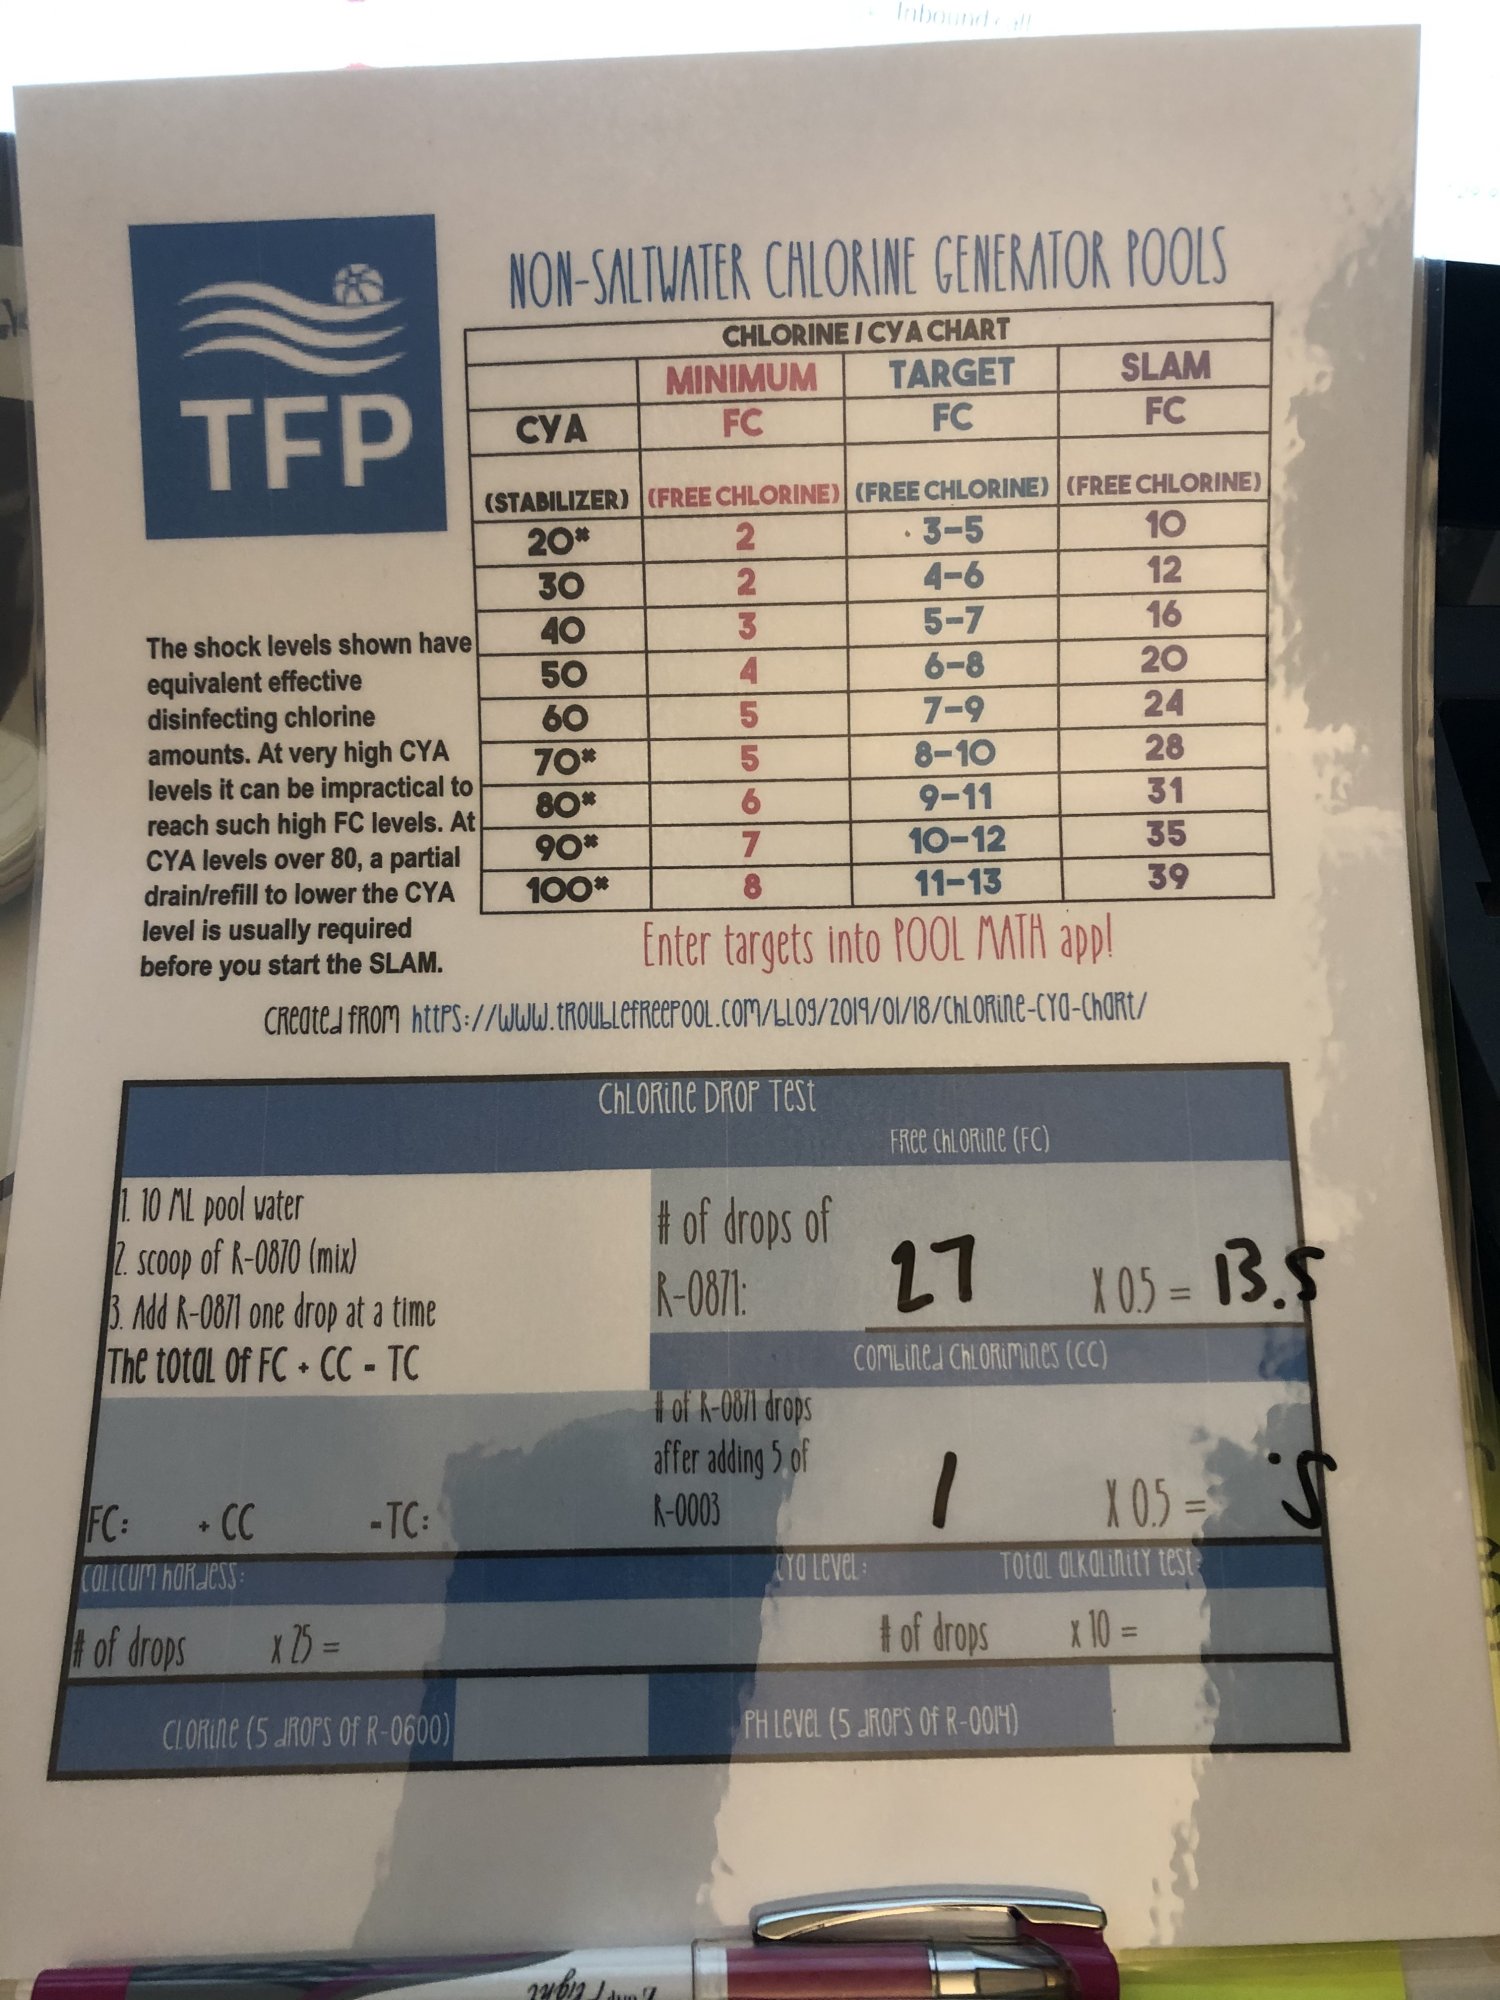 Inbound call
TFP
NON-SALTWATER CHLORINE GENERATOR POOLS
CHLORINE / CYA CHART
MINIMUM TARGET SLAM
CYA FC FC FC
(STABILIZER) (FREE CHLORINE) (FREE CHLORINE) (FREE CHLORINE)
20* 2 3-5 10
30 2 4-6 12
40 3 5-7 16
50 4 6-8 20
60 5 7-9 24
70* 5 8-10 28
80* 6 9-11 31
90* 7 10-12 35
100* 8 11-13 39
The shock levels shown have
equivalent effective
disinfecting chlorine
amounts. At very high CYA
levels it can be impractical to
reach such high FC levels. At
CYA levels over 80, a partial
drain/refill to lower the CYA
level is usually required
before you start the SLAM.
Enter targets into POOL MATH app!
Created from https://www.troublefreepool.com/blog/2019/01/18/chlorine-cya-chart/
Chlorine Drop Test
Free Chlorine (FC)
1. 10 ML pool water
2. scoop of R-0870 (mix)
3. Add R-0871 one drop at a time
The total of FC + CC = TC
# of drops of
R-0871: 27 X 0.5 = 13.5
Combined Chlorimines (CC)
# of R-0871 drops
affer adding 5 of
R-0003 1 X 0.5 = .5
FC: + CC = TC:
Calicum hardess: CYA Level: Total alkalinity test:
# of drops x 25 = # of drops x 10 =
Clorine (5 drops of R-0600) PH Level (5 drops of R-0014)